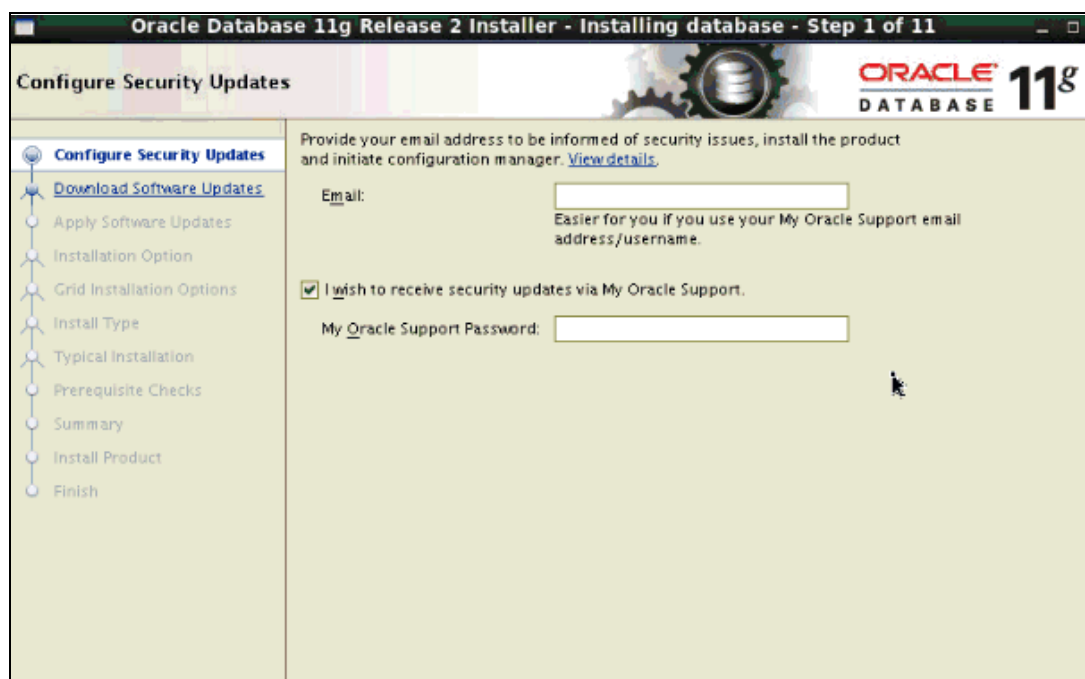 Oracle Database 11g Release 2 Installer - Installing database - Step 1 of 11
Configure Security Updates
ORACLE 11g
DATABASE
Configure Security Updates
Download Software Updates
Apply Software Updates
Installation Option
Grid Installation Options
Install Type
Typical Installation
Prerequisite Checks
Summary
Install Product
Finish
Provide your email address to be informed of security issues, install the product
and initiate configuration manager. View details.
Email:
Easier for you if you use your My Oracle Support email
address/username.
I wish to receive security updates via My Oracle Support.
My Oracle Support Password: